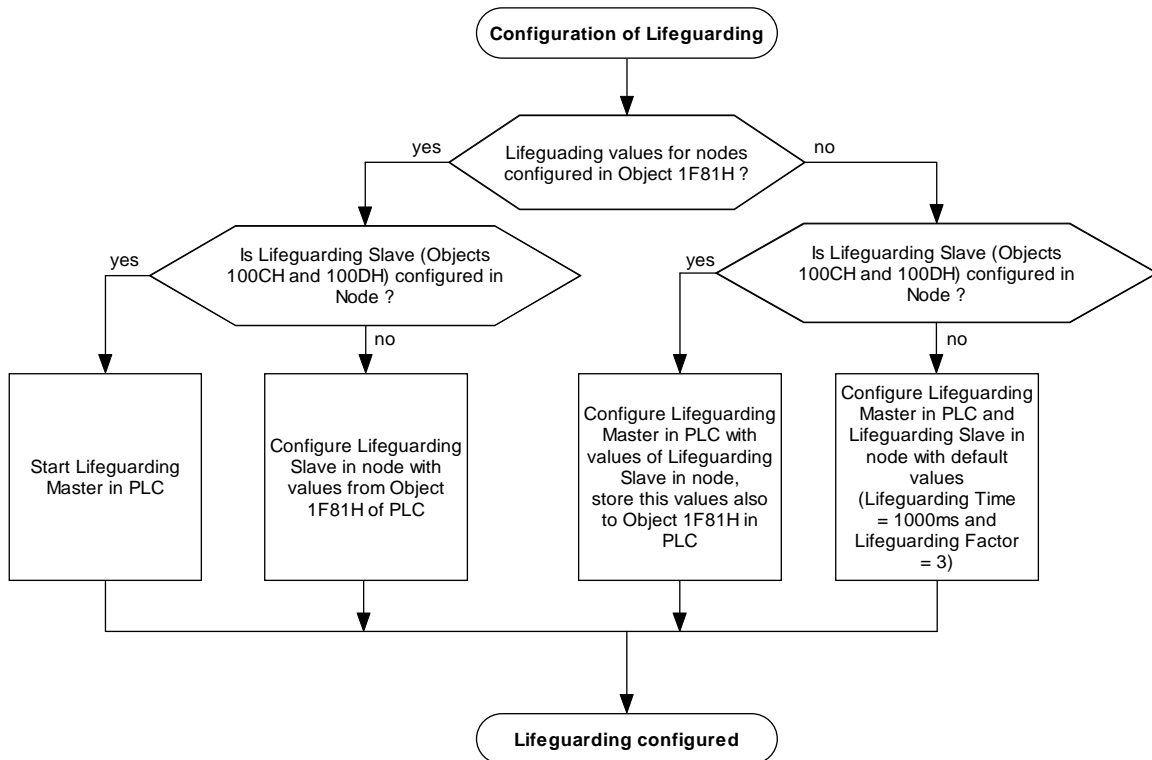 Configuration of Lifeguarding
yes
Lifeguading values for nodes
configured in Object 1F81H ?
no
yes
Is Lifeguarding Slave (Objects
100CH and 100DH) configured in
Node ?
no
yes
Is Lifeguarding Slave (Objects
100CH and 100DH) configured in
Node ?
no
Start Lifeguarding
Master in PLC
Configure Lifeguarding
Slave in node with
values from Object
1F81H of PLC
Configure Lifeguarding
Master in PLC with
values of Lifeguarding
Slave in node,
store this values also
to Object 1F81H in
PLC
Configure Lifeguarding
Master in PLC and
Lifeguarding Slave in
node with default
values
(Lifeguarding Time
= 1000ms and
Lifeguarding Factor
= 3)
Lifeguarding configured